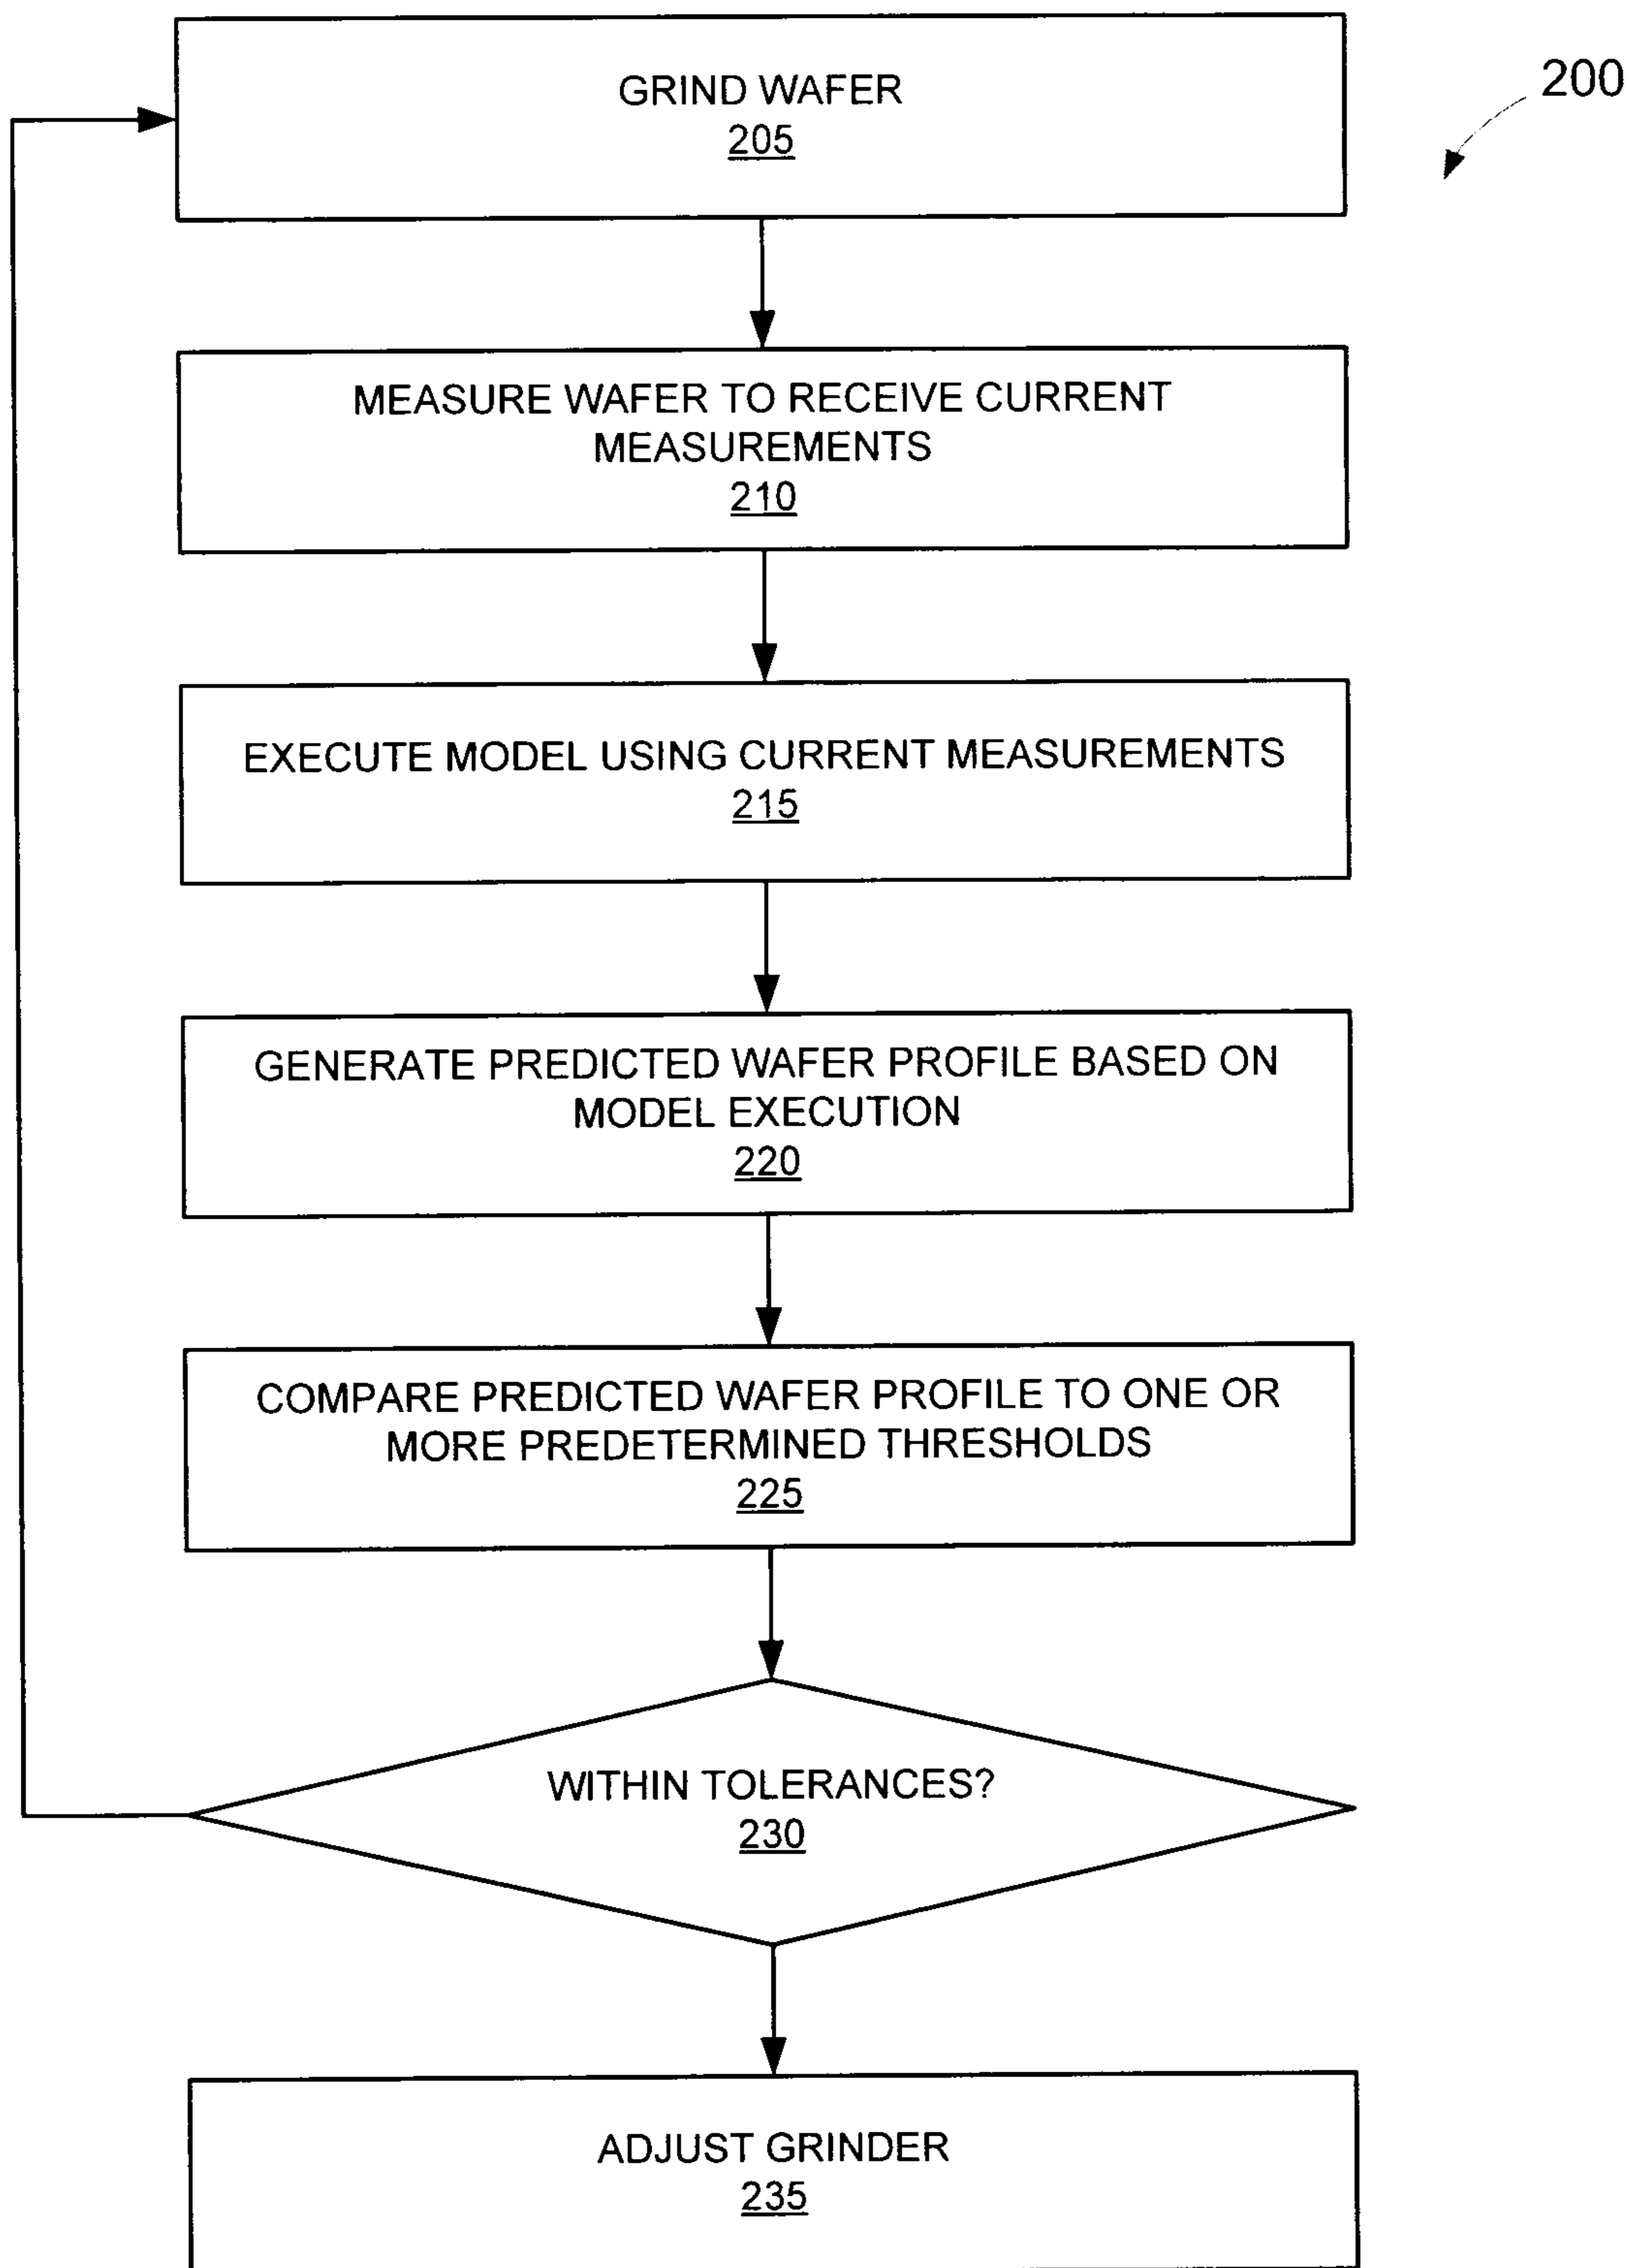 GRIND WAFER
205
200
MEASURE WAFER TO RECEIVE CURRENT
MEASUREMENTS
210
EXECUTE MODEL USING CURRENT MEASUREMENTS
215
GENERATE PREDICTED WAFER PROFILE BASED ON
MODEL EXECUTION
220
COMPARE PREDICTED WAFER PROFILE TO ONE OR
MORE PREDETERMINED THRESHOLDS
225
WITHIN TOLERANCES?
230
ADJUST GRINDER
235